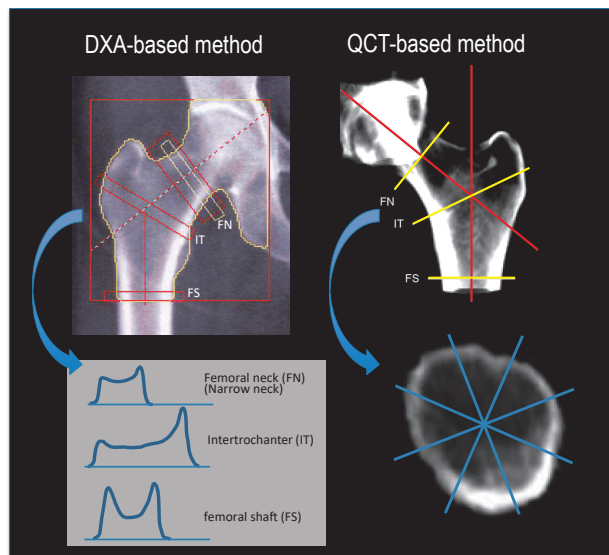 DXA-based method
QCT-based method
FN
IT
FS
FN
IT
FS
Femoral neck (FN)
(Narrow neck)
Intertrochanter (IT)
femoral shaft (FS)